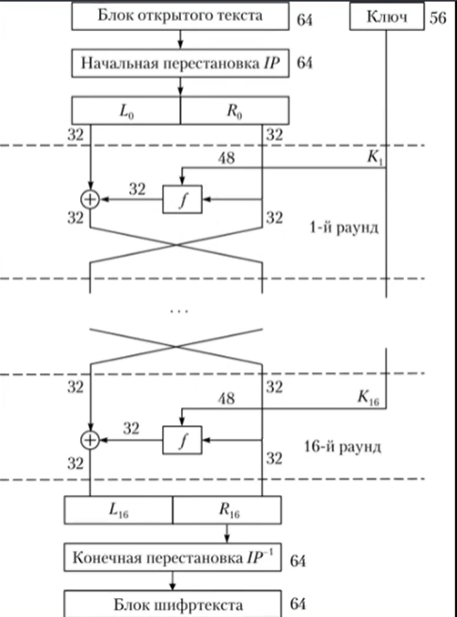 Блок открытого текста 64 Ключ 56
Начальная перестановка IP 64
L₀ R₀
32 32
48 K₁
32
32 32
1-й раунд
...
32 32
48 K₁₆
32
16-й раунд
32 32
L₁₆ R₁₆
Конечная перестановка IP⁻¹ 64
Блок шифртекста 64